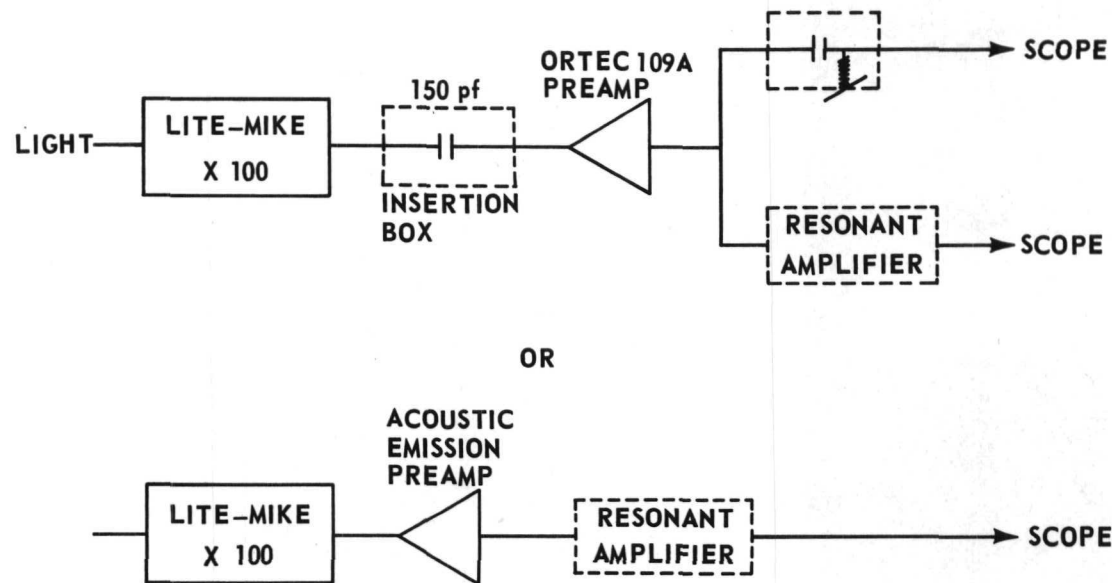 ORTEC 109A
PREAMP
SCOPE
150 pf
LIGHT
LITE-MIKE
X 100
INSERTION
BOX
RESONANT
AMPLIFIER
SCOPE
OR
ACOUSTIC
EMISSION
PREAMP
LITE-MIKE
X 100
RESONANT
AMPLIFIER
SCOPE